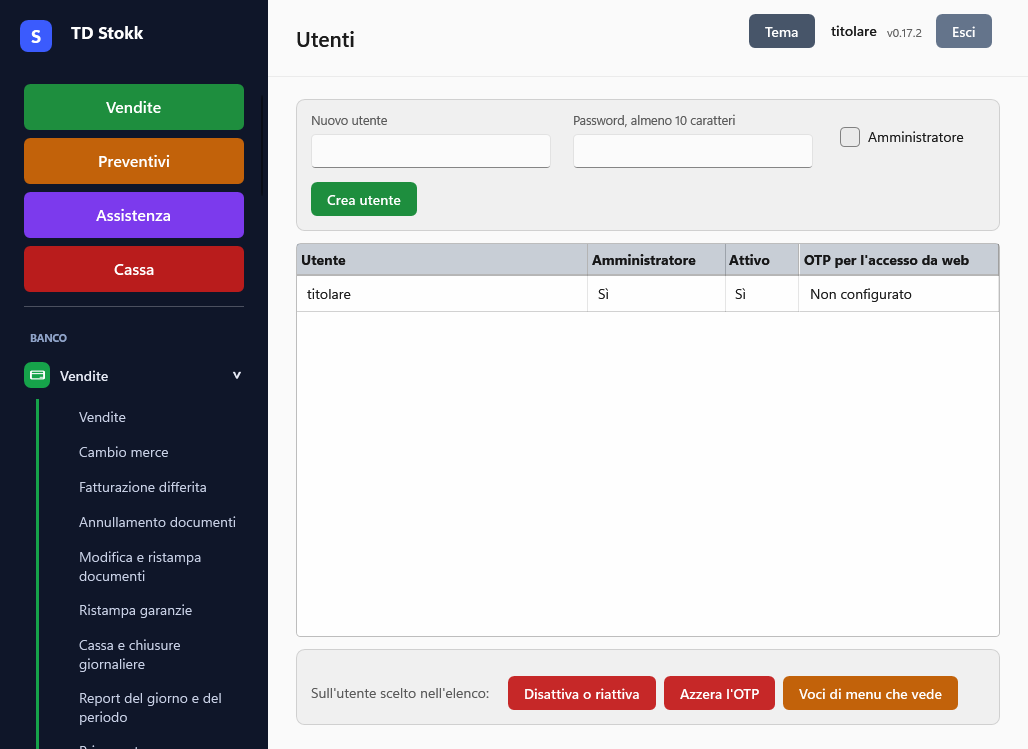 S
TD Stokk
Vendite
Preventivi
Assistenza
Cassa
BANCO
Vendite
Vendite
Cambio merce
Fatturazione differita
Annullamento documenti
Modifica e ristampa
documenti
Ristampa garanzie
Cassa e chiusure
giornaliere
Report del giorno e del
periodo
Utenti
Tema
titolare
v0.17.2
Esci
Nuovo utente
Password, almeno 10 caratteri
Amministratore
Crea utente
Utente Amministratore Attivo OTP per l'accesso da web
titolare Sì Sì Non configurato
Sull'utente scelto nell'elenco:
Disattiva o riattiva
Azzera l'OTP
Voci di menu che vede